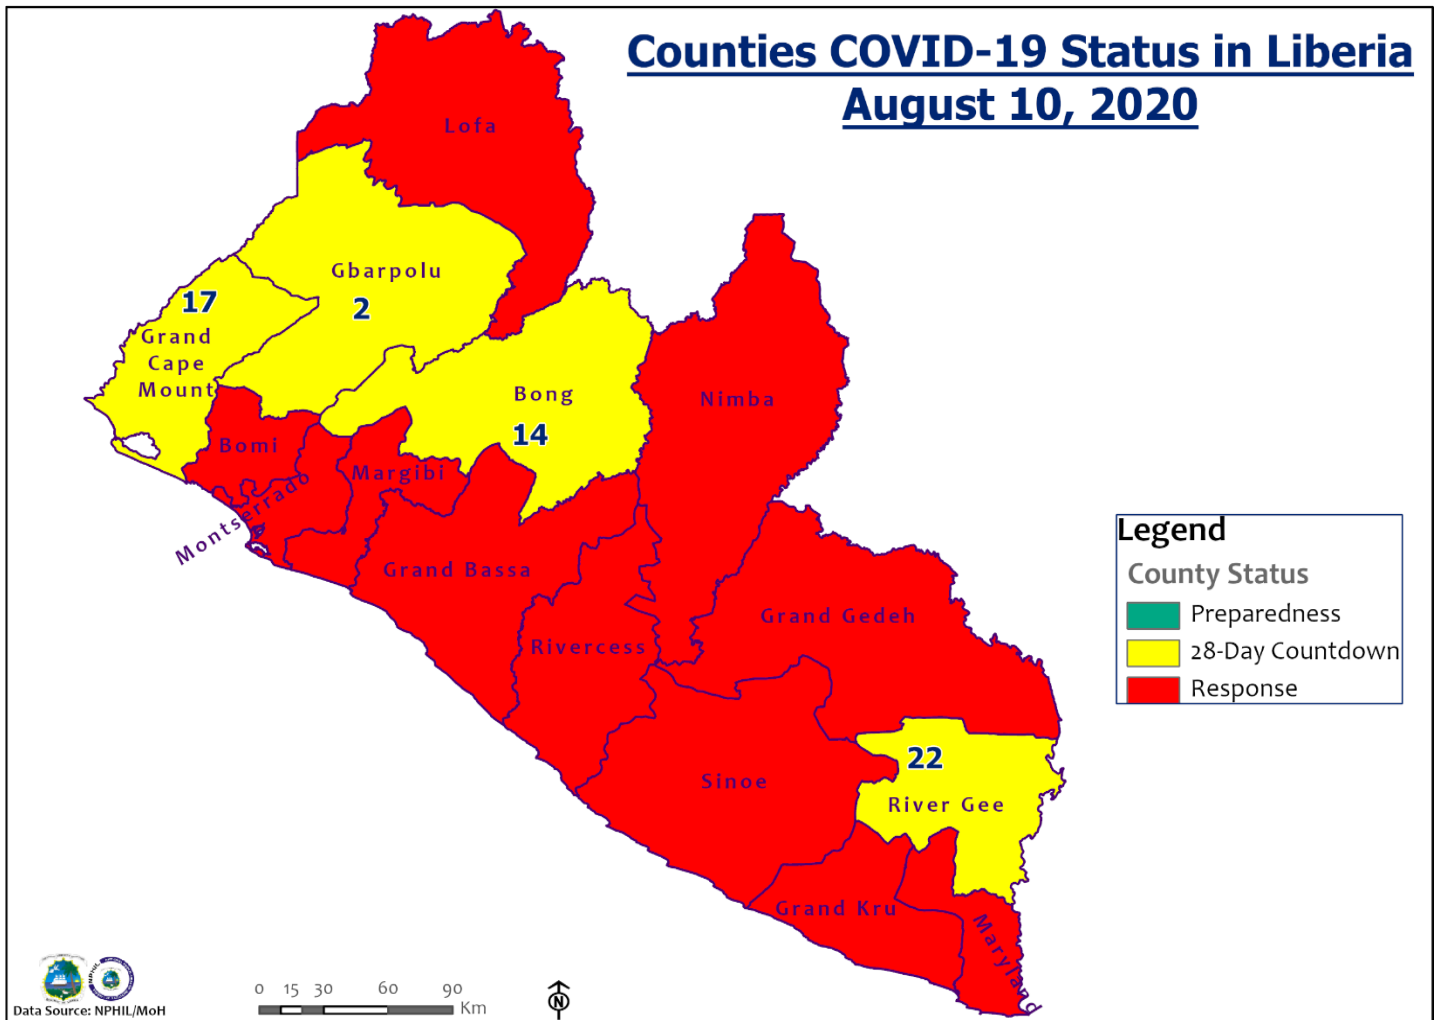 Counties COVID-19 Status in Liberia
August 10, 2020
Lofa
Gbarpolu
2
17
Grand
Cape
Mount
Bong
14
Nimba
Bomi
Margibi
Montserrado
Grand Bassa
Rivercess
Grand Gedeh
Sinoe
22
River Gee
Grand Kru
Maryland
Legend
County Status
Preparedness
28-Day Countdown
Response
Data Source: NPHIL/MoH
0 15 30 60 90
Km
N